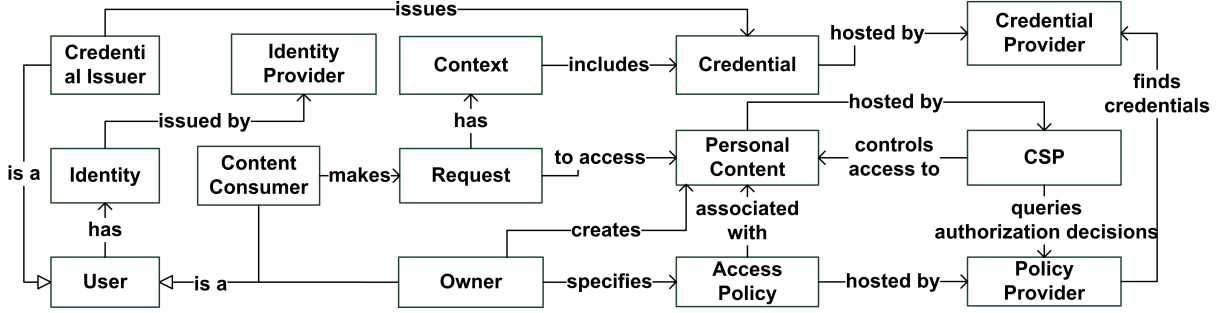 issues
Credenti
al Issuer
Identity
Provider
Context
includes
Credential
hosted by
Credential
Provider
finds
credentials
issued by
has
hosted by
is a
Identity
Content
Consumer
makes
Request
to access
Personal
Content
controls
access to
CSP
has
creates
associated
with
queries
authorization decisions
User
is a
Owner
specifies
Access
Policy
hosted by
Policy
Provider